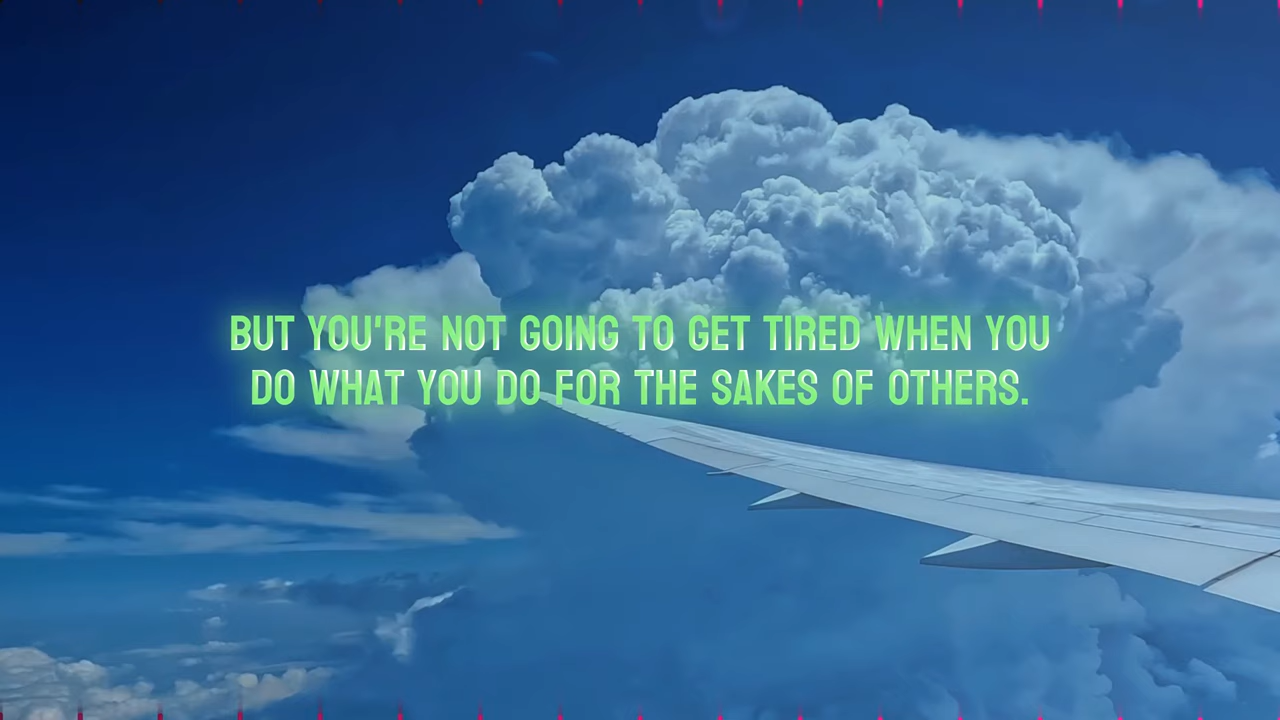 BUT YOU'RE NOT GOING TO GET TIRED WHEN YOU
DO WHAT YOU DO FOR THE SAKES OF OTHERS.